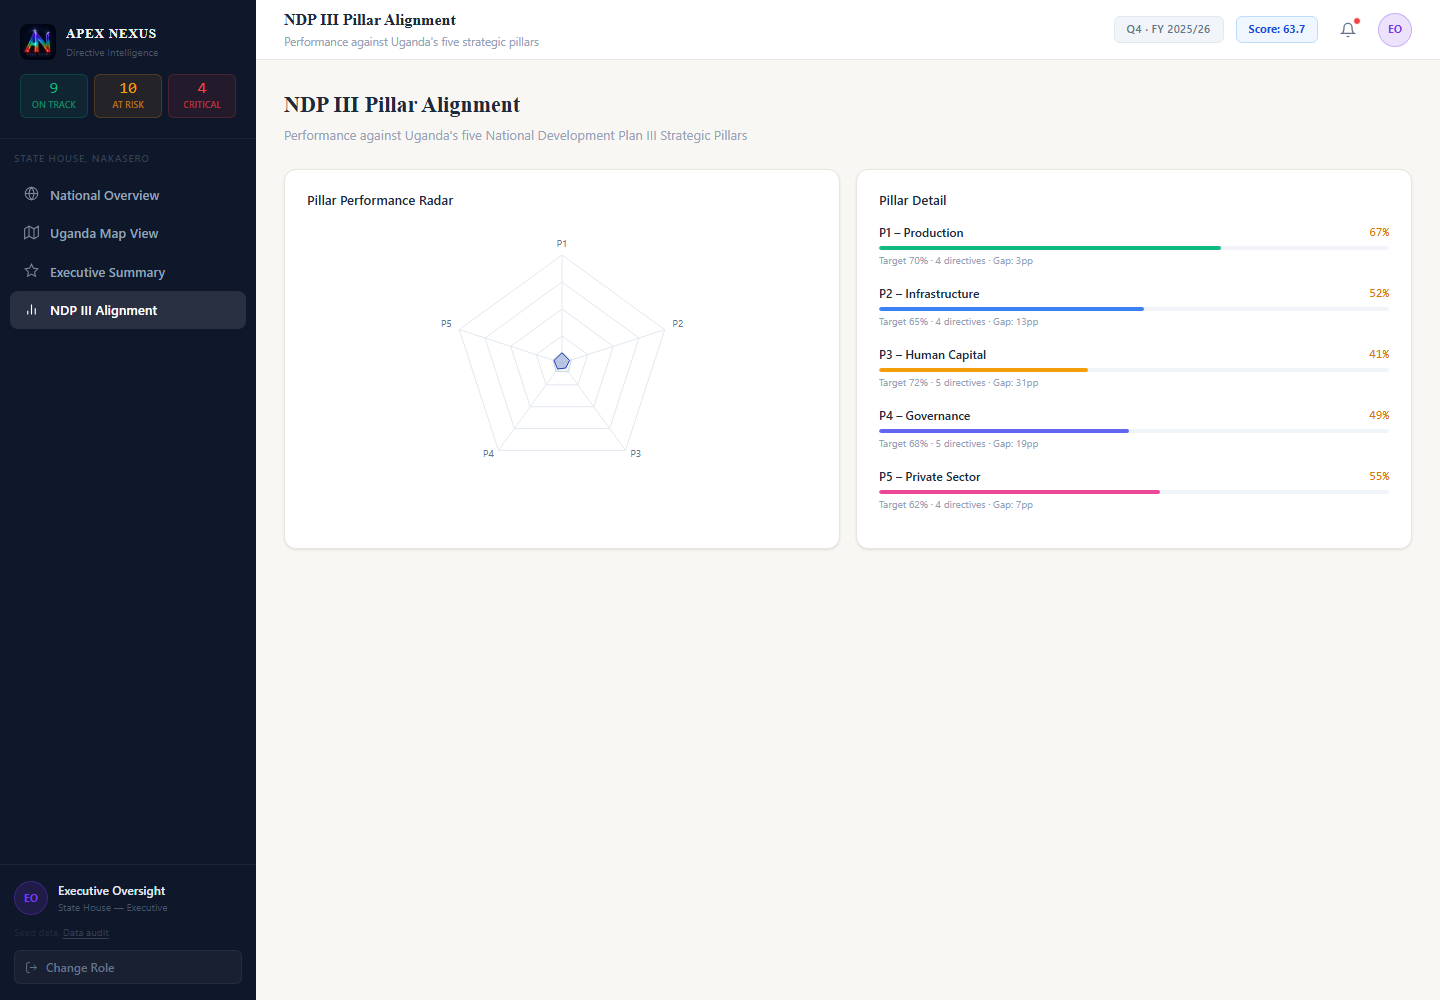 APEX NEXUS
Directive Intelligence
9
ON TRACK
10
AT RISK
4
CRITICAL
STATE HOUSE, NAKASERO
National Overview
Uganda Map View
Executive Summary
NDP III Alignment
Executive Oversight
EO
State House — Executive
Seed data. Data audit
Change Role
NDP III Pillar Alignment
Performance against Uganda's five strategic pillars
Q4 · FY 2025/26
Score: 63.7
EO
NDP III Pillar Alignment
Performance against Uganda's five National Development Plan III Strategic Pillars
Pillar Performance Radar
P1
P5
P2
P4
P3
Pillar Detail
P1 – Production 67%
Target 70% · 4 directives · Gap: 3pp
P2 – Infrastructure 52%
Target 65% · 4 directives · Gap: 13pp
P3 – Human Capital 41%
Target 72% · 5 directives · Gap: 31pp
P4 – Governance 49%
Target 68% · 5 directives · Gap: 19pp
P5 – Private Sector 55%
Target 62% · 4 directives · Gap: 7pp